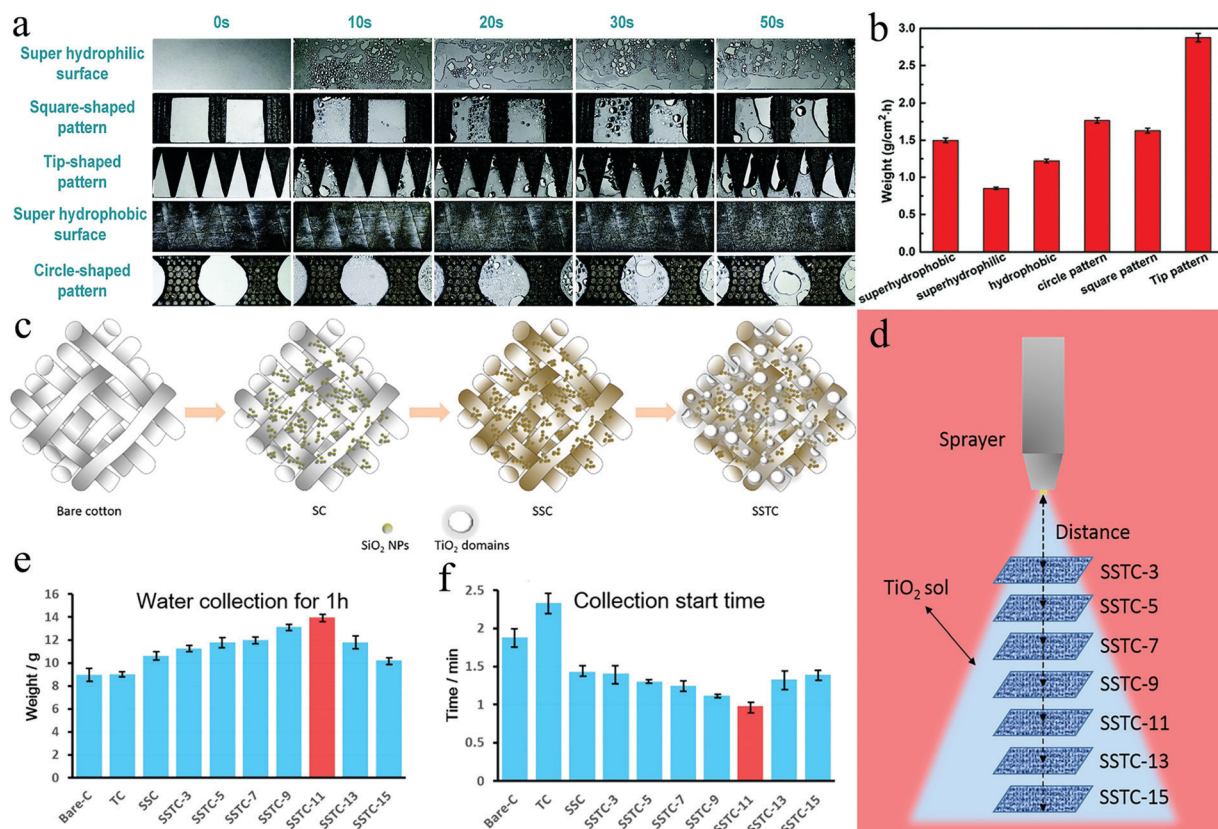 a
0s 10s 20s 30s 50s
Super hydrophilic
surface
Square-shaped
pattern
Tip-shaped
pattern
Super hydrophobic
surface
Circle-shaped
pattern
b
Weight (g/cm²·h)
3.0
2.5
2.0
1.5
1.0
0.5
0.0
superhydrophobic
superhydrophilic
hydrophobic
circle pattern
square pattern
Tip pattern
c
Bare cotton
SC
SSC
SSTC
SiO₂ NPs
TiO₂ domains
d
Sprayer
Distance
TiO₂ sol
SSTC-3
SSTC-5
SSTC-7
SSTC-9
SSTC-11
SSTC-13
SSTC-15
e
Water collection for 1h
Weight / g
16
14
12
10
8
6
4
2
0
Bare-C
TC
SSC
SSTC-3
SSTC-5
SSTC-7
SSTC-9
SSTC-11
SSTC-13
SSTC-15
f
Collection start time
Time / min
2.5
2
1.5
1
0.5
0
Bare-C
TC
SSC
SSTC-3
SSTC-5
SSTC-7
SSTC-9
SSTC-11
SSTC-13
SSTC-15